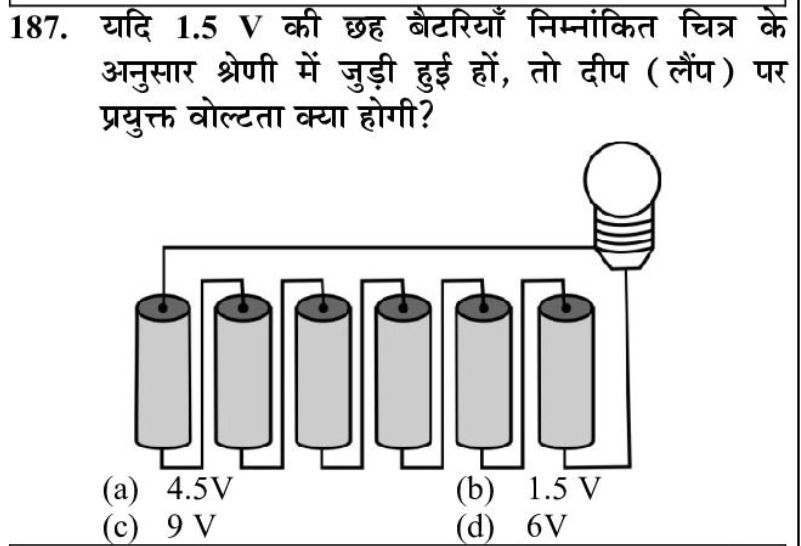 187. यदि 1.5 V की छह बैटरियाँ निम्नांकित चित्र के
अनुसार श्रेणी में जुड़ी हुई हों, तो दीप (लैंप) पर
प्रयुक्त वोल्टता क्या होगी?
(a) 4.5V (b) 1.5 V
(c) 9 V (d) 6V